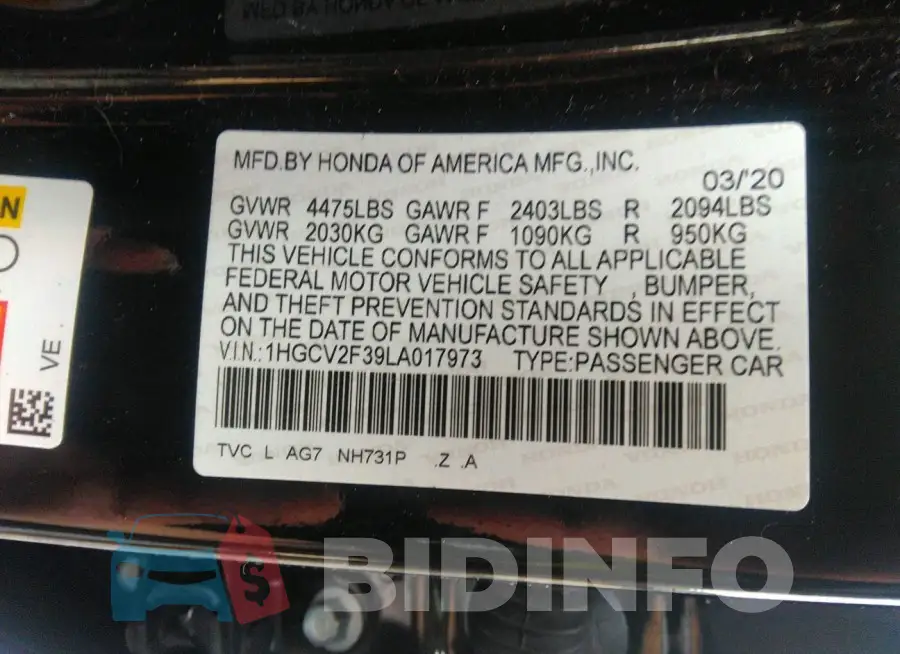 MFD.BY HONDA OF AMERICA MFG.,INC.
03/'20
GVWR 4475LBS GAWR F 2403LBS R 2094LBS
GVWR 2030KG GAWR F 1090KG R 950KG
THIS VEHICLE CONFORMS TO ALL APPLICABLE
FEDERAL MOTOR VEHICLE SAFETY , BUMPER,
AND THEFT PREVENTION STANDARDS IN EFFECT
ON THE DATE OF MANUFACTURE SHOWN ABOVE.
V.I.N.: 1HGCV2F39LA017973 TYPE:PASSENGER CAR
TVC L AG7 NH731P .Z .A
VE .
$ BIDINFO